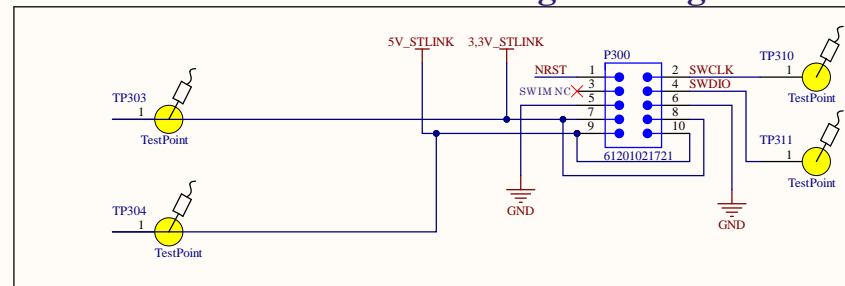 5V_STLINK
3,3V_STLINK
P300
TP310
NRST
1
2
SWCLK
1
SWIM NC
3
4
SWDIO
TP303
5
6
TestPoint
1
7
8
TP311
9
10
TestPoint
1
61201021721
TestPoint
TP304
GND
GND
1
TestPoint